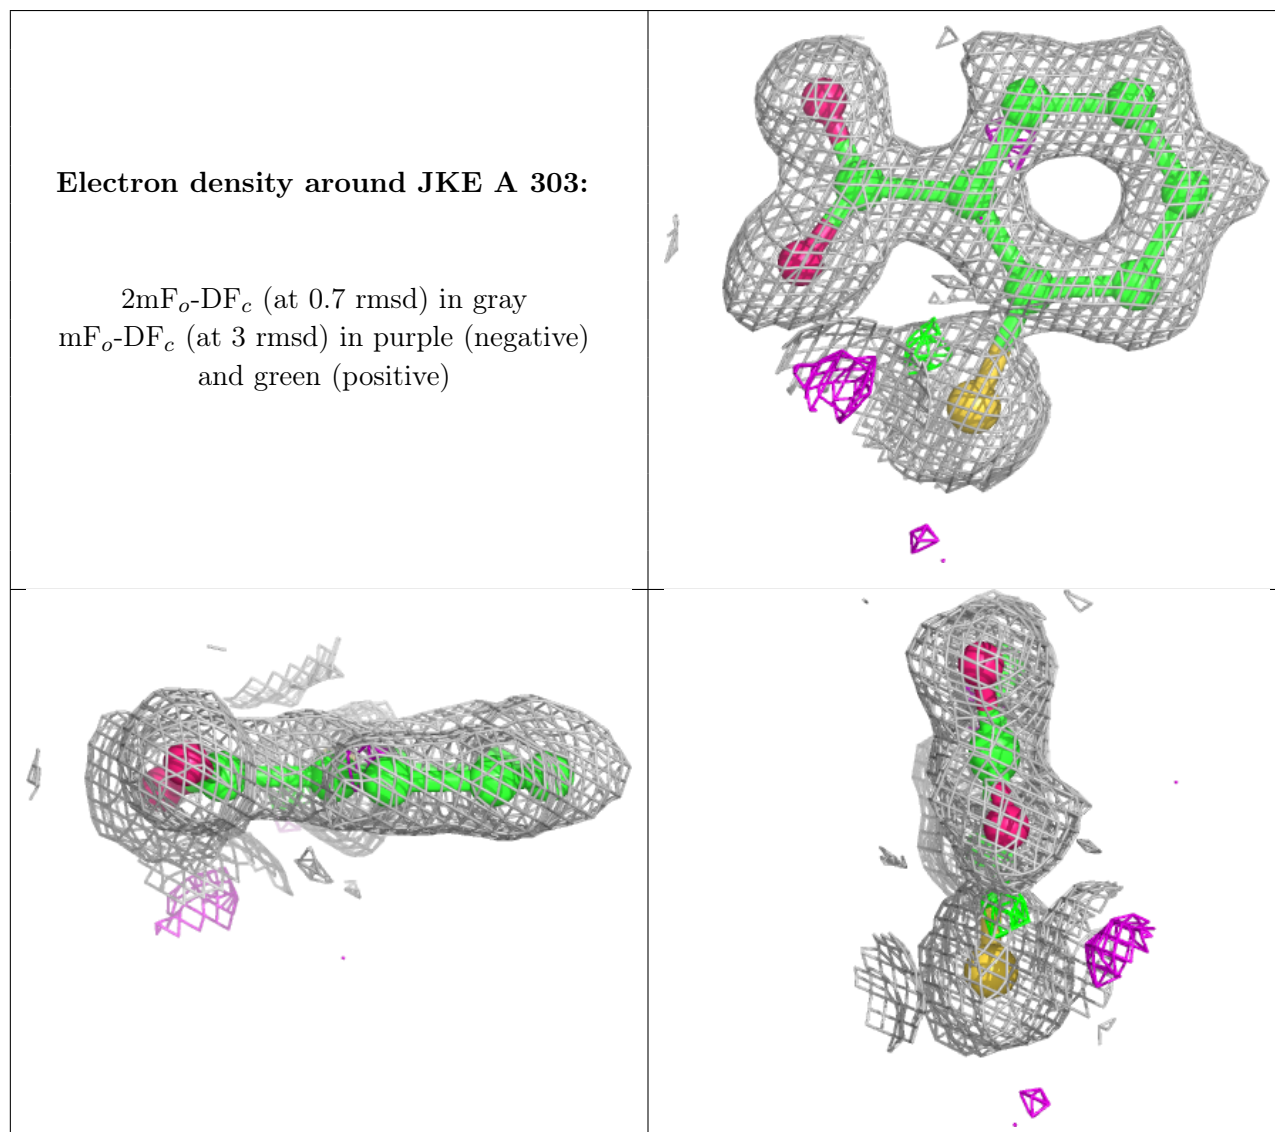 Electron density around JKE A 303:
2mFo-DFc (at 0.7 rmsd) in gray
mFo-DFc (at 3 rmsd) in purple (negative)
and green (positive)